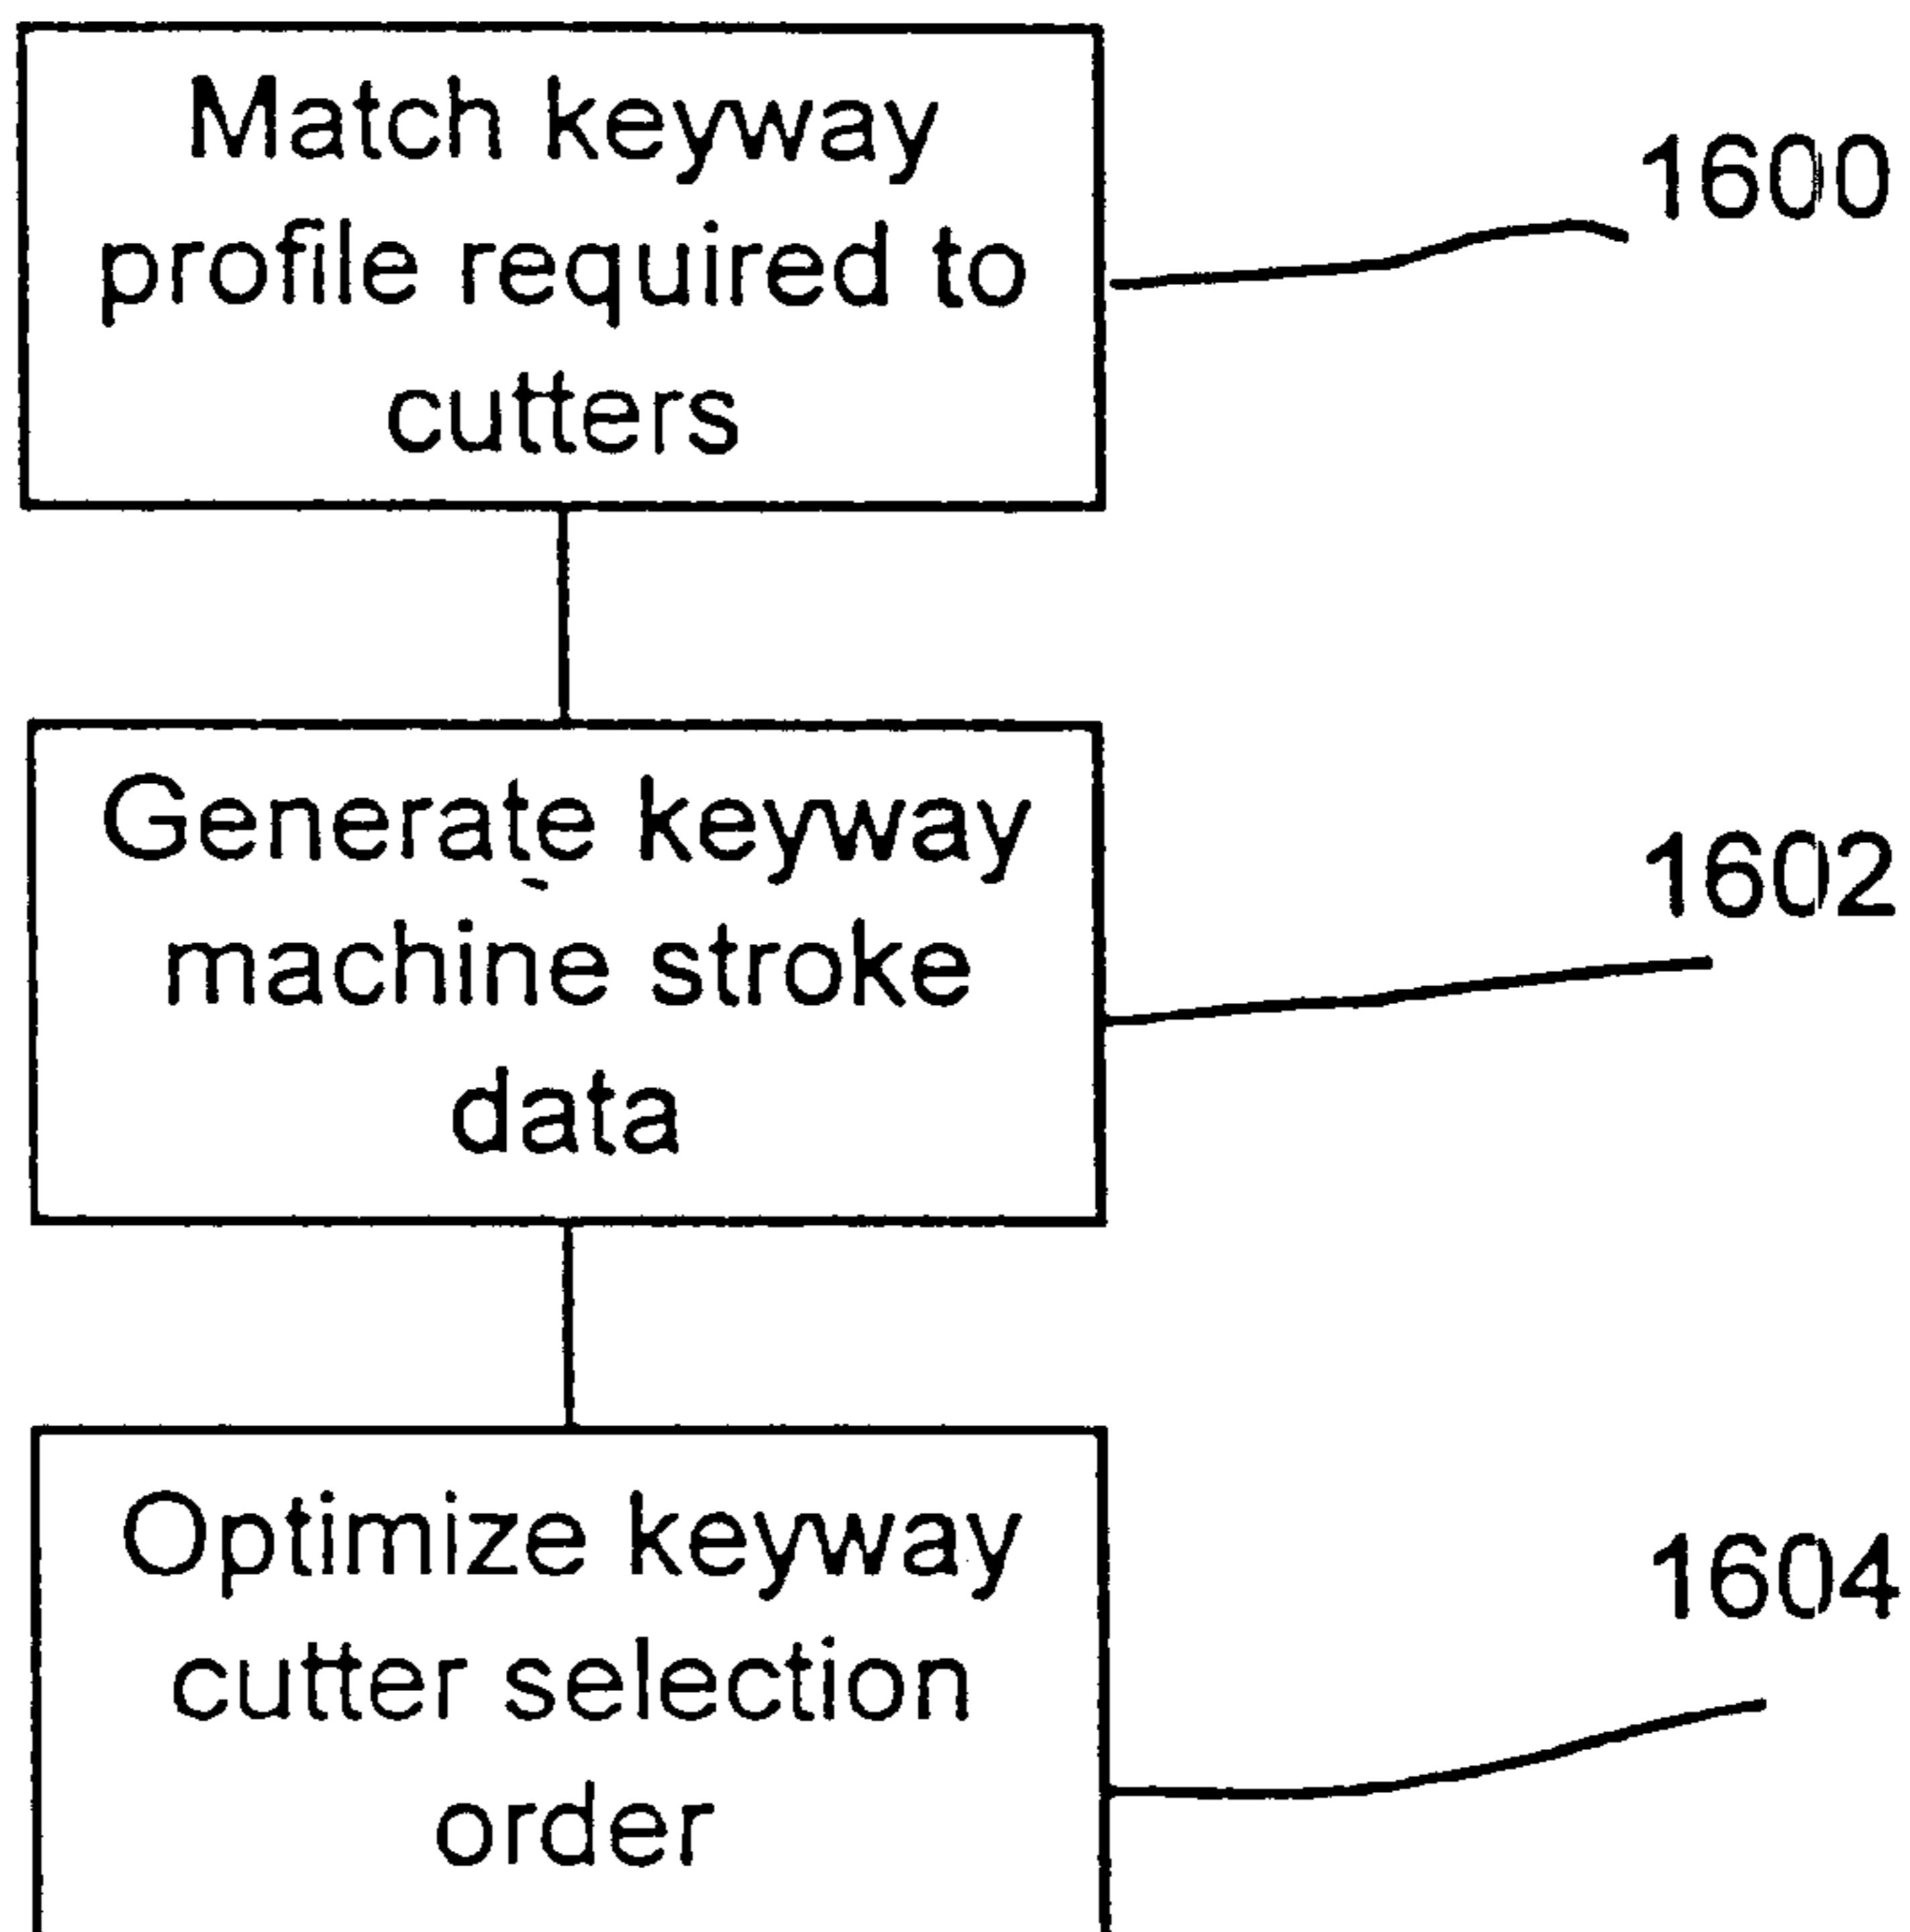 Match keyway
profile required to
cutters
1600
Generate keyway
machine stroke
data
1602
Optimize keyway
cutter selection
order
1604